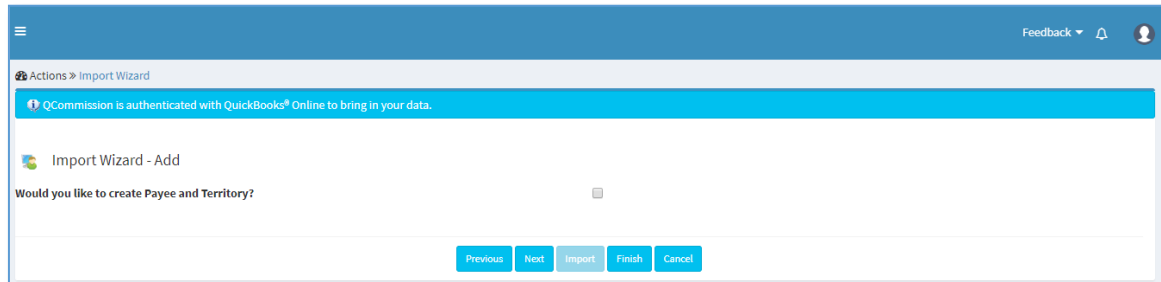 Feedback
Actions » Import Wizard
QCommission is authenticated with QuickBooks® Online to bring in your data.
Import Wizard - Add
Would you like to create Payee and Territory?
Previous Next Import Finish Cancel